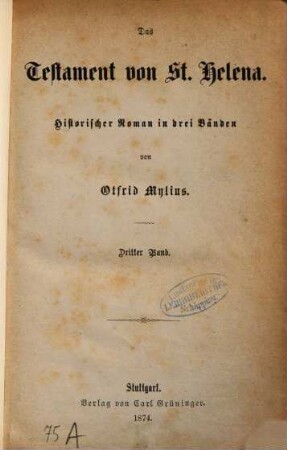 Das
Testament von St. Helena.
Historischer Roman in drei Bänden
von
Otfrid Mylius.
Dritter Band.
Stuttgart.
Verlag von Carl Grüninger.
1874.
75 A